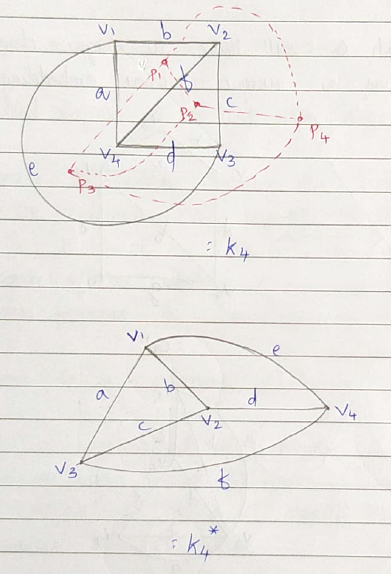 V1 b V2
P1
a f
P2 c P4
V4 d V3
e P3
: K4
V1 e
a b d
V2 V4
c
V3 f
: K4*